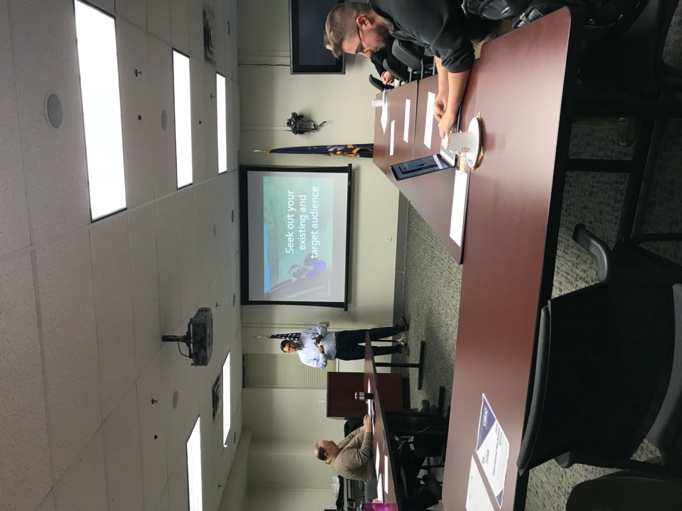 Seek out your
existing and
target audience